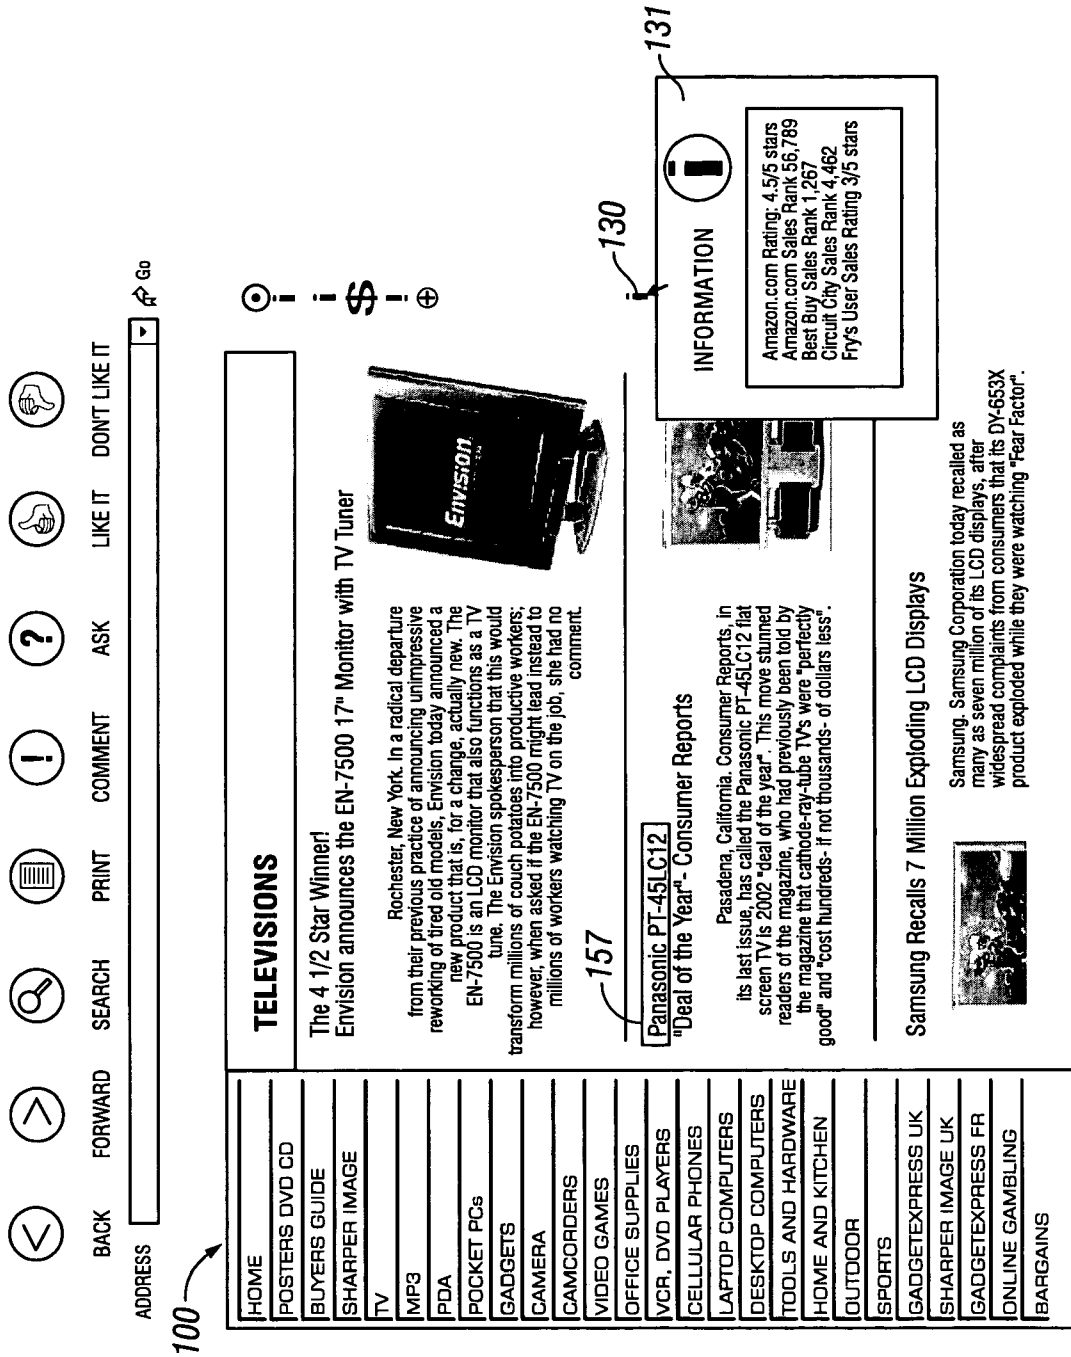 BACK
FORWARD
SEARCH
PRINT
COMMENT
ASK
LIKE IT
DON'T LIKE IT
ADDRESS
Go
100
HOME
POSTERS DVD CD
BUYERS GUIDE
SHARPER IMAGE
TV
MP3
PDA
POCKET PCs
GADGETS
CAMERA
CAMCORDERS
VIDEO GAMES
OFFICE SUPPLIES
VCR, DVD PLAYERS
CELLULAR PHONES
LAPTOP COMPUTERS
DESKTOP COMPUTERS
TOOLS AND HARDWARE
HOME AND KITCHEN
OUTDOOR
SPORTS
GADGETEXPRESS UK
SHARPER IMAGE UK
GADGETEXPRESS FR
ONLINE GAMBLING
BARGAINS
TELEVISIONS
The 4 1/2 Star Winner!
Envision announces the EN-7500 17" Monitor with TV Tuner
Rochester, New York. In a radical departure
from their previous practice of announcing unimpressive
reworking of tired old models, Envision today announced a
new product that is, for a change, actually new. The
EN-7500 is an LCD monitor that also functions as a TV
tune. The Envision spokesperson that this would
transform millions of couch potatoes into productive workers;
however, when asked if the EN-7500 might lead instead to
millions of workers watching TV on the job, she had no
comment.
Envision
i
i
$
i
157
Panasonic PT-45LC12
"Deal of the Year"- Consumer Reports
Pasadena, California. Consumer Reports, in
its last issue, has called the Panasonic PT-45LC12 flat
screen TV is 2002 "deal of the year". This move stunned
readers of the magazine, who had previously been told by
the magazine that cathode-ray-tube TV's were "perfectly
good" and "cost hundreds- if not thousands- of dollars less".
130
i
131
INFORMATION
i
Amazon.com Rating: 4.5/5 stars
Amazon.com Sales Rank 56,789
Best Buy Sales Rank 1,267
Circuit City Sales Rank 4,462
Fry's User Sales Rating 3/5 stars
Samsung Recalls 7 Million Exploding LCD Displays
Samsung. Samsung Corporation today recalled as
many as seven million of its LCD displays, after
widespread complaints from consumers that its DY-653X
product exploded while they were watching "Fear Factor".